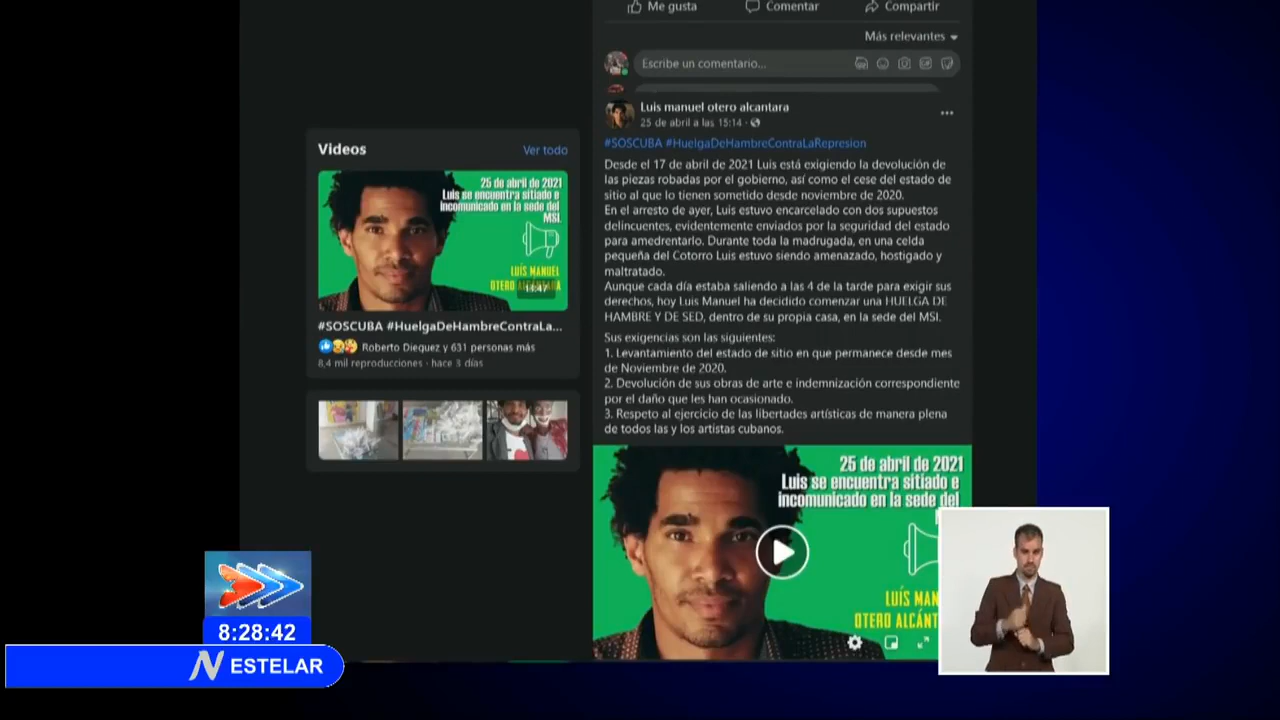 Me gusta
Comentar
Compartir
Más relevantes
Escribe un comentario...
Luis manuel otero alcantara
25 de abril a las 15:14 ·
#SOSCUBA #HuelgaDeHambreContraLaRepresion
Desde el 17 de abril de 2021 Luis está exigiendo la devolución de
las piezas robadas por el gobierno, así como el cese del estado de
sitio al que lo tienen sometido desde noviembre de 2020.
En el arresto de ayer, Luis estuvo encarcelado con dos supuestos
delincuentes, evidentemente enviados por la seguridad del estado
para amedrentarlo. Durante toda la madrugada, en una celda
pequeña del Cotorro Luis estuvo siendo amenazado, hostigado y
maltratado.
Aunque cada día estaba saliendo a las 4 de la tarde para exigir sus
derechos, hoy Luis Manuel ha decidido comenzar una HUELGA DE
HAMBRE Y DE SED, dentro de su propia casa, en la sede del MSI.
Sus exigencias son las siguientes:
1. Levantamiento del estado de sitio en que permanece desde mes
de Noviembre de 2020.
2. Devolución de sus obras de arte e indemnización correspondiente
por el daño que les han ocasionado.
3. Respeto al ejercicio de las libertades artísticas de manera plena
de todos las y los artistas cubanos.
25 de abril de 2021
Luis se encuentra sitiado e
incomunicado en la sede del
LUÍS MAN
OTERO ALCÁNT
Videos
Ver todo
25 de abril de 2021
Luis se encuentra sitiado e
incomunicado en la sede del
MSI.
LUÍS MANUEL
OTERO ALCÁNTARA
14:47
#SOSCUBA #HuelgaDeHambreContraLa...
Roberto Dieguez y 631 personas más
8,4 mil reproducciones · hace 3 días
8:28:42
N ESTELAR